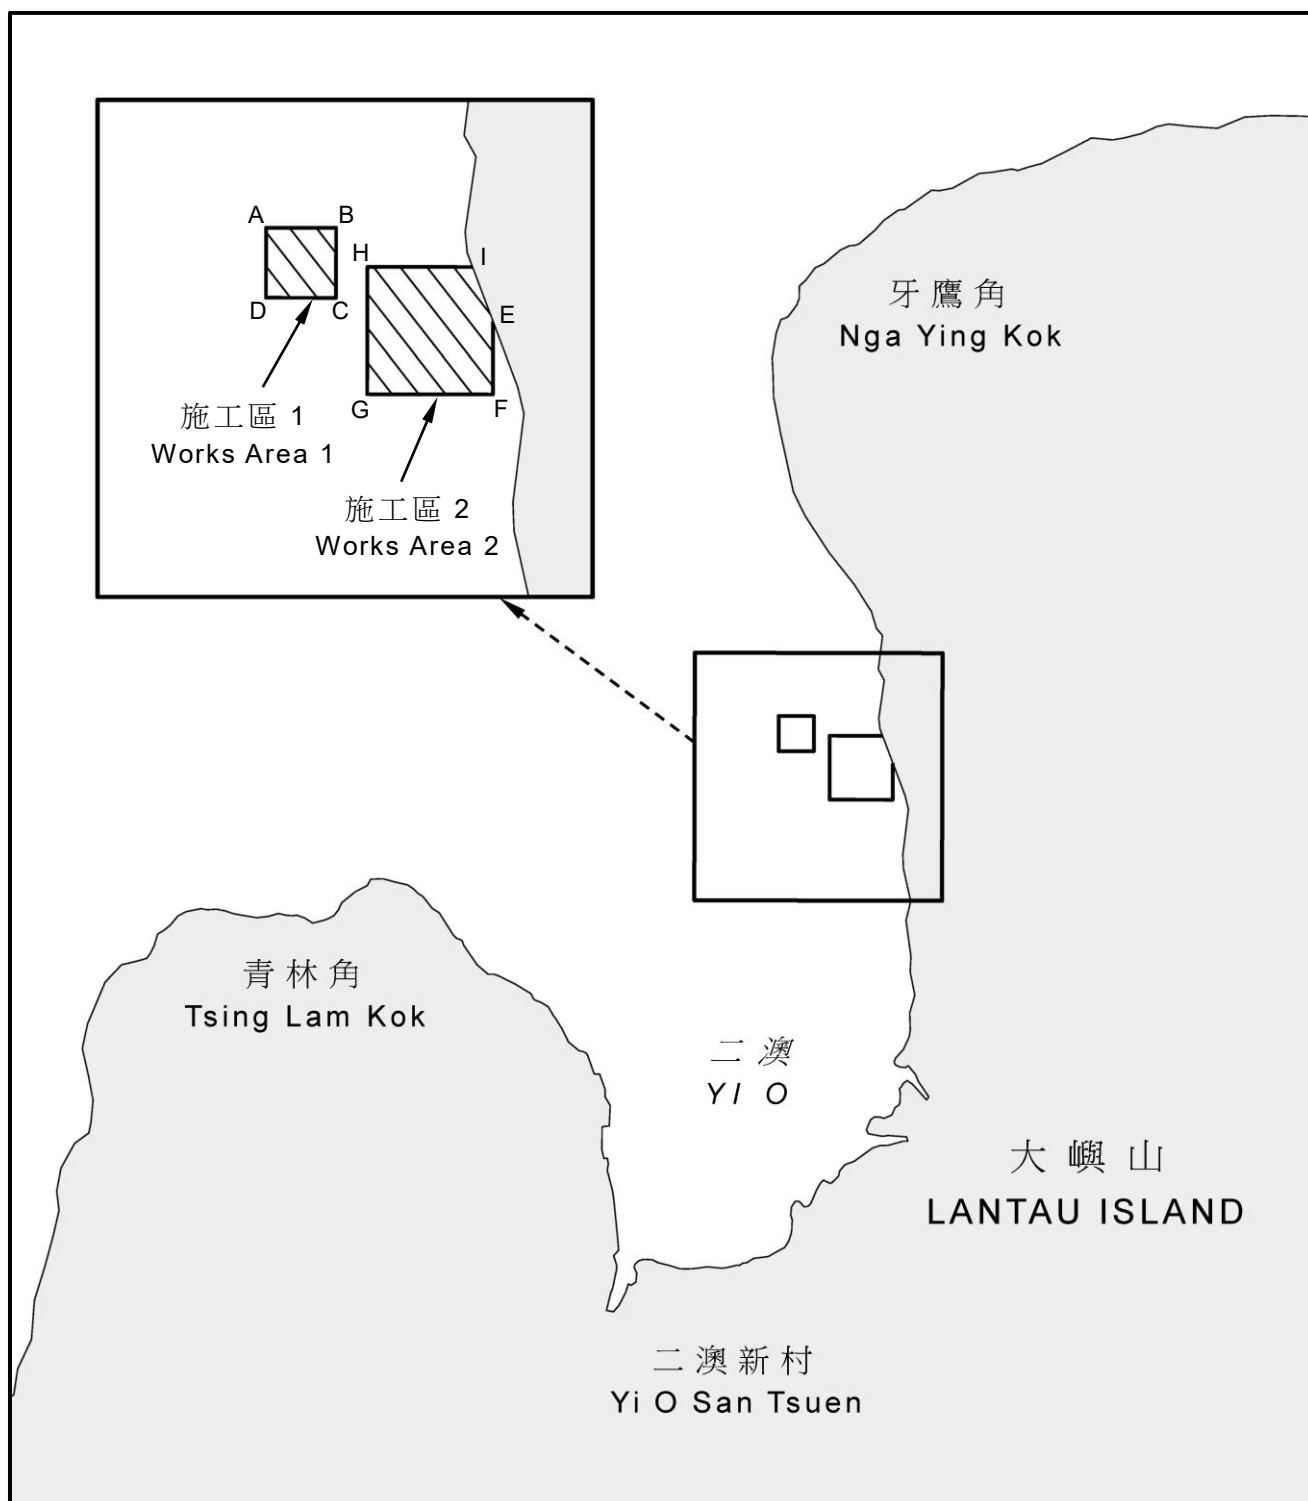 A B
H I
D C
E
施工區 1
Works Area 1
G F
施工區 2
Works Area 2
牙鷹角
Nga Ying Kok
青林角
Tsing Lam Kok
二澳
YI O
大嶼山
LANTAU ISLAND
二澳新村
Yi O San Tsuen